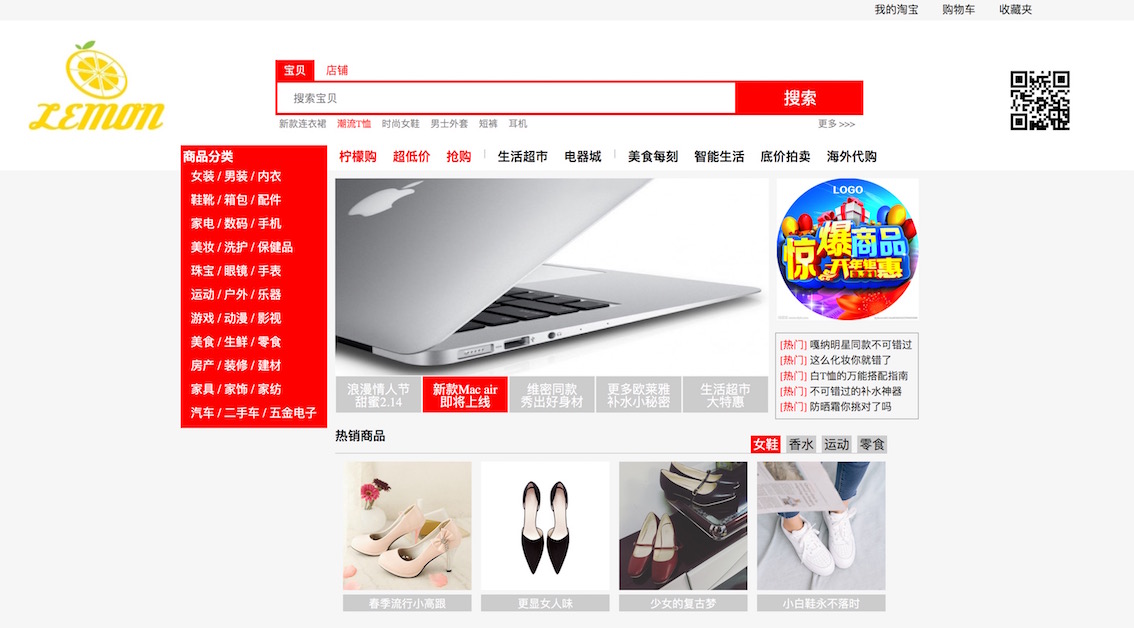 我的淘宝 购物车 收藏夹
LEMON
宝贝 店铺
搜索宝贝 搜索
新款连衣裙 潮流T恤 时尚女鞋 男士外套 短裤 耳机 更多 >>>
商品分类
女装 / 男装 / 内衣
鞋靴 / 箱包 / 配件
家电 / 数码 / 手机
美妆 / 洗护 / 保健品
珠宝 / 眼镜 / 手表
运动 / 户外 / 乐器
游戏 / 动漫 / 影视
美食 / 生鲜 / 零食
房产 / 装修 / 建材
家具 / 家饰 / 家纺
汽车 / 二手车 / 五金电子
柠檬购 超低价 抢购 | 生活超市 电器城 | 美食每刻 智能生活 底价拍卖 海外代购
浪漫情人节
甜蜜2.14
新款Mac air
即将上线
维密同款
秀出好身材
更多欧莱雅
补水小秘密
生活超市
大特惠
LOGO
惊爆商品
开年钜惠
[热门] 嘎纳明星同款不可错过
[热门] 这么化妆你就错了
[热门] 白T恤的万能搭配指南
[热门] 不可错过的补水神器
[热门] 防晒霜你挑对了吗
热销商品
女鞋 香水 运动 零食
春季流行小高跟
更显女人味
少女的复古梦
小白鞋永不落时